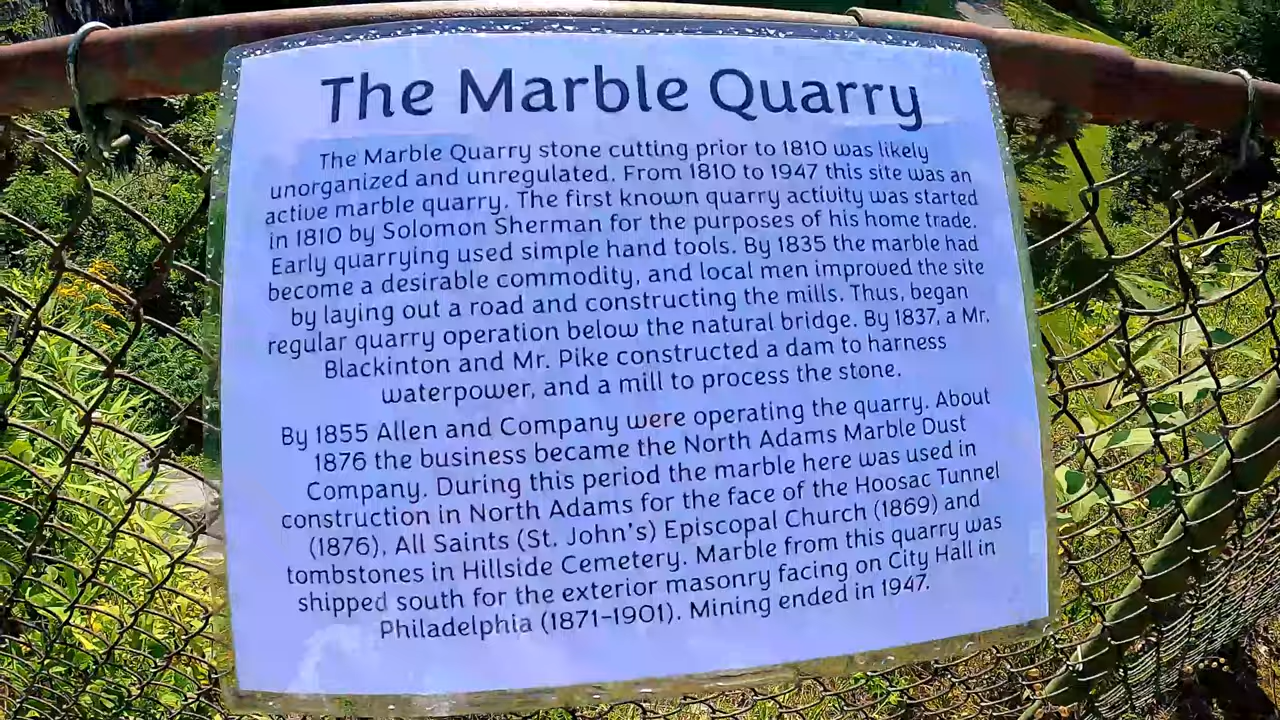 The Marble Quarry
The Marble Quarry stone cutting prior to 1810 was likely
unorganized and unregulated. From 1810 to 1947 this site was an
active marble quarry. The first known quarry activity was started
in 1810 by Solomon Sherman for the purposes of his home trade.
Early quarrying used simple hand tools. By 1835 the marble had
become a desirable commodity, and local men improved the site
by laying out a road and constructing the mills. Thus, began
regular quarry operation below the natural bridge. By 1837, a Mr.
Blackinton and Mr. Pike constructed a dam to harness
waterpower, and a mill to process the stone.
By 1855 Allen and Company were operating the quarry. About
1876 the business became the North Adams Marble Dust
Company. During this period the marble here was used in
construction in North Adams for the face of the Hoosac Tunnel
(1876), All Saints (St. John's) Episcopal Church (1869) and
tombstones in Hillside Cemetery. Marble from this quarry was
shipped south for the exterior masonry facing on City Hall in
Philadelphia (1871-1901). Mining ended in 1947.